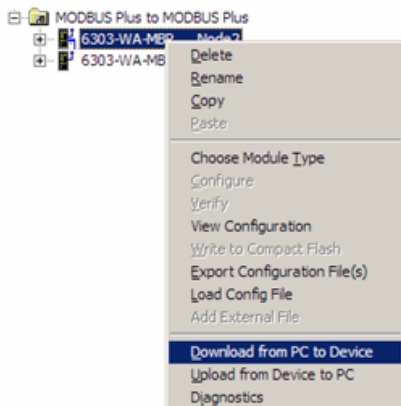 MODBUS Plus to MODBUS Plus
6303-WA-MBP Node2
6303-WA-MB
Delete
Rename
Copy
Paste
Choose Module Type
Configure
Verify
View Configuration
Write to Compact Flash
Export Configuration File(s)
Load Config File
Add External File
Download from PC to Device
Upload from Device to PC
Diagnostics